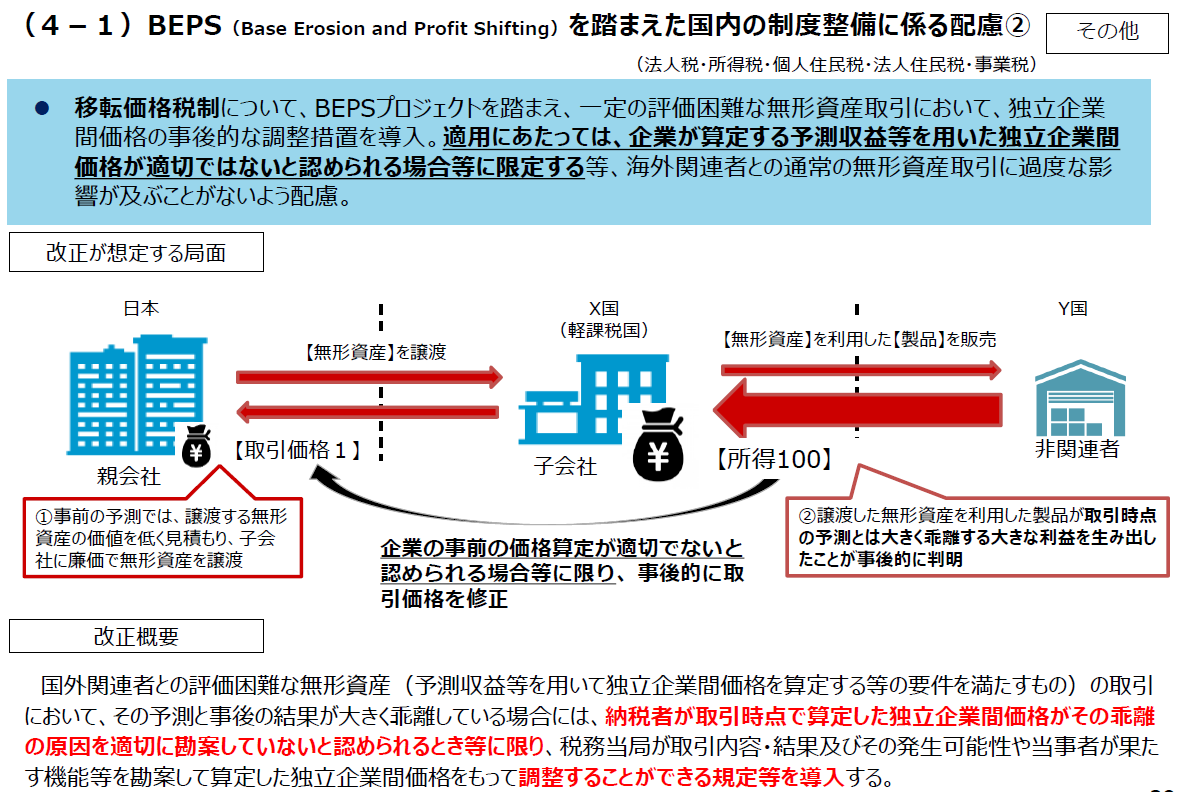 （４－１）BEPS（Base Erosion and Profit Shifting）を踏まえた国内の制度整備に係る配慮②
その他
（法人税・所得税・個人住民税・法人住民税・事業税）
● 移転価格税制について、BEPSプロジェクトを踏まえ、一定の評価困難な無形資産取引において、独立企業
間価格の事後的な調整措置を導入。適用にあたっては、企業が算定する予測収益等を用いた独立企業間
価格が適切ではないと認められる場合等に限定する等、海外関連者との通常の無形資産取引に過度な影
響が及ぶことがないよう配慮。
改正が想定する局面
日本
X国
（軽課税国）
Y国
【無形資産】を譲渡
【無形資産】を利用した【製品】を販売
¥
¥
【取引価格１】
【所得100】
親会社
子会社
非関連者
①事前の予測では、譲渡する無形
資産の価値を低く見積もり、子会
社に廉価で無形資産を譲渡
②譲渡した無形資産を利用した製品が取引時点
の予測とは大きく乖離する大きな利益を生み出し
たことが事後的に判明
企業の事前の価格算定が適切でないと
認められる場合等に限り、事後的に取
引価格を修正
改正概要
国外関連者との評価困難な無形資産（予測収益等を用いて独立企業間価格を算定する等の要件を満たすもの）の取引
において、その予測と事後の結果が大きく乖離している場合には、納税者が取引時点で算定した独立企業間価格がその乖離
の原因を適切に勘案していないと認められるとき等に限り、税務当局が取引内容・結果及びその発生可能性や当事者が果た
す機能等を勘案して算定した独立企業間価格をもって調整することができる規定等を導入する。